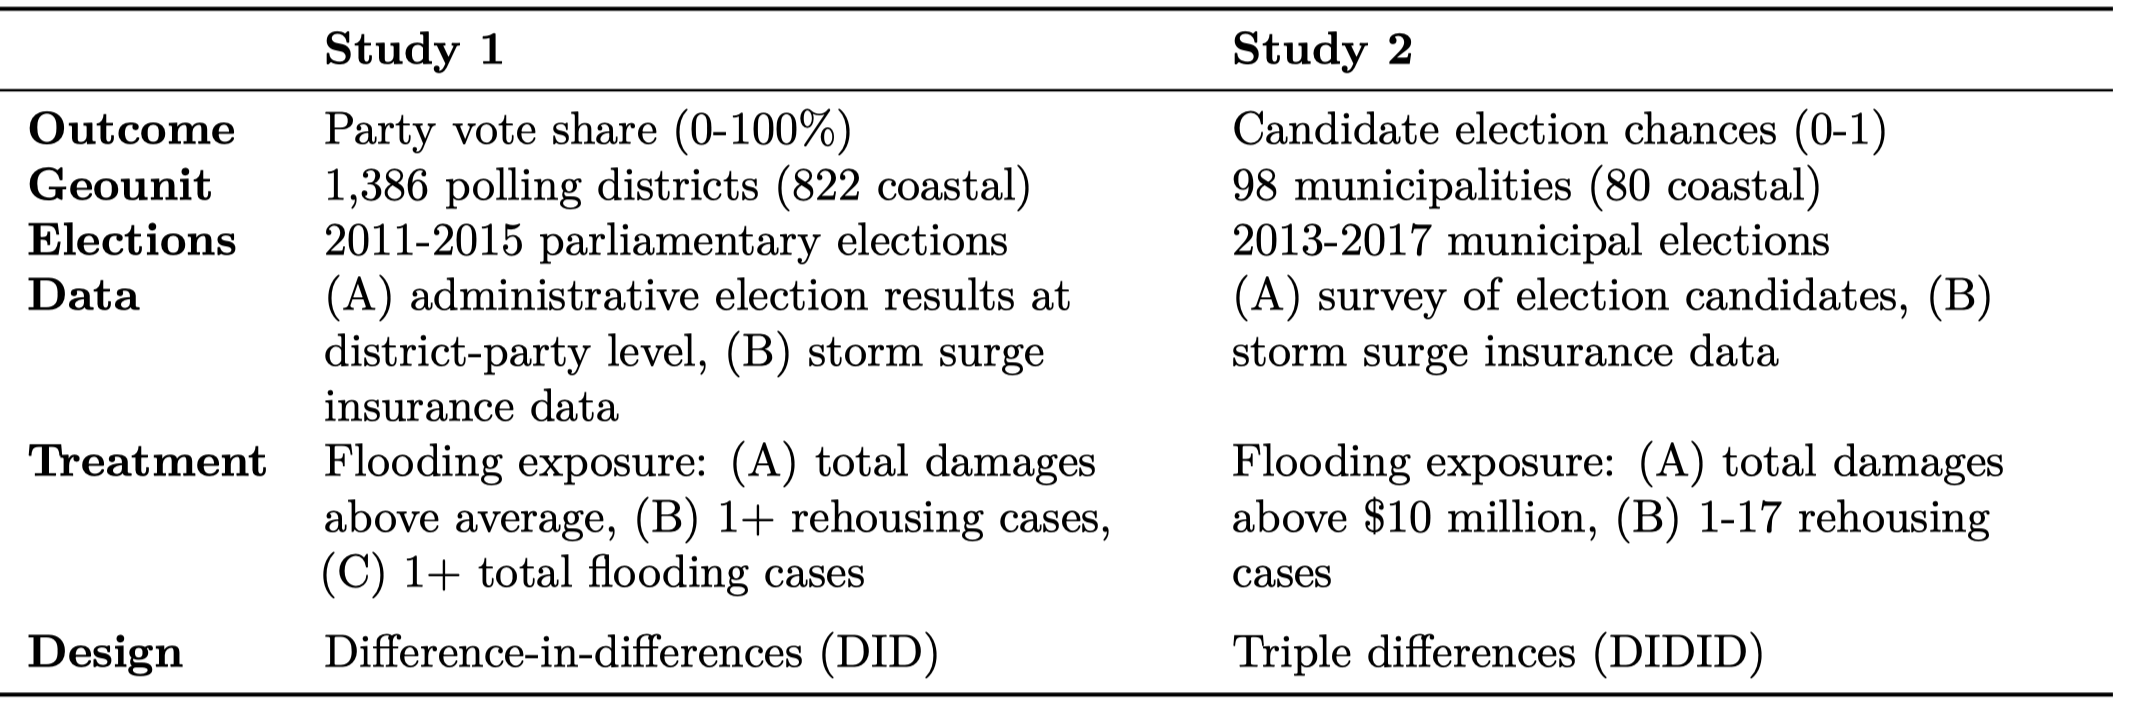 Study 1 Study 2
Outcome Party vote share (0-100%) Candidate election chances (0-1)
Geounit 1,386 polling districts (822 coastal) 98 municipalities (80 coastal)
Elections 2011-2015 parliamentary elections 2013-2017 municipal elections
Data (A) administrative election results at (A) survey of election candidates, (B)
district-party level, (B) storm surge storm surge insurance data
insurance data
Treatment Flooding exposure: (A) total damages Flooding exposure: (A) total damages
above average, (B) 1+ rehousing cases, above $10 million, (B) 1-17 rehousing
(C) 1+ total flooding cases cases
Design Difference-in-differences (DID) Triple differences (DIDID)